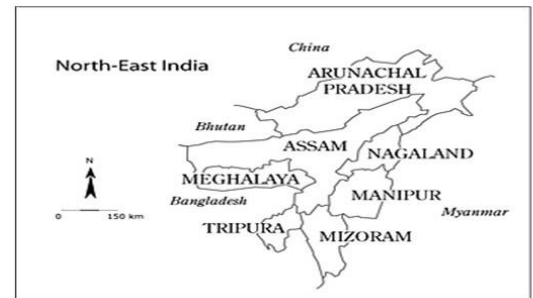 China
North-East India
ARUNACHAL
PRADESH
Bhutan
ASSAM
NAGALAND
N
MEGHALAYA
MANIPUR
Bangladesh
Myanmar
0 150 km
TRIPURA
MIZORAM